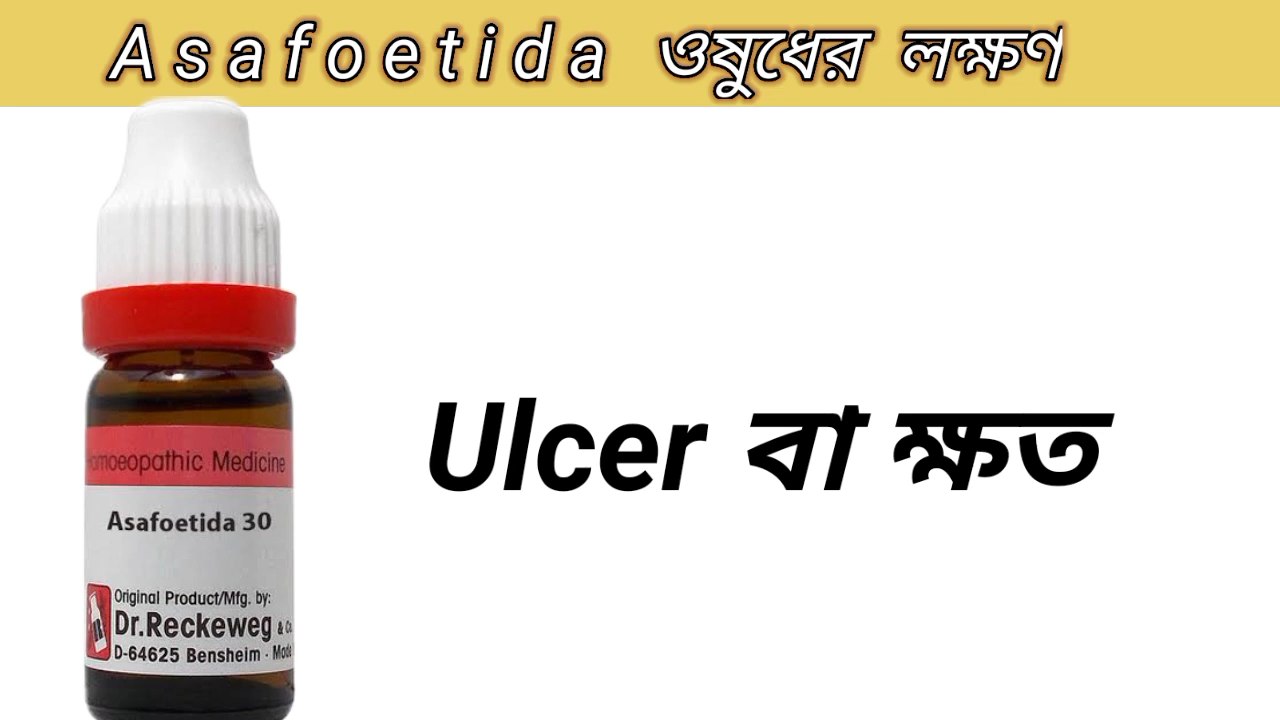 Asafoetida ওষুধের লক্ষণ
Ulcer বা ক্ষত
Homoeopathic Medicine
Asafoetida 30
Original Product/Mfg. by:
Dr.Reckeweg &
D-64625 Bensheim -